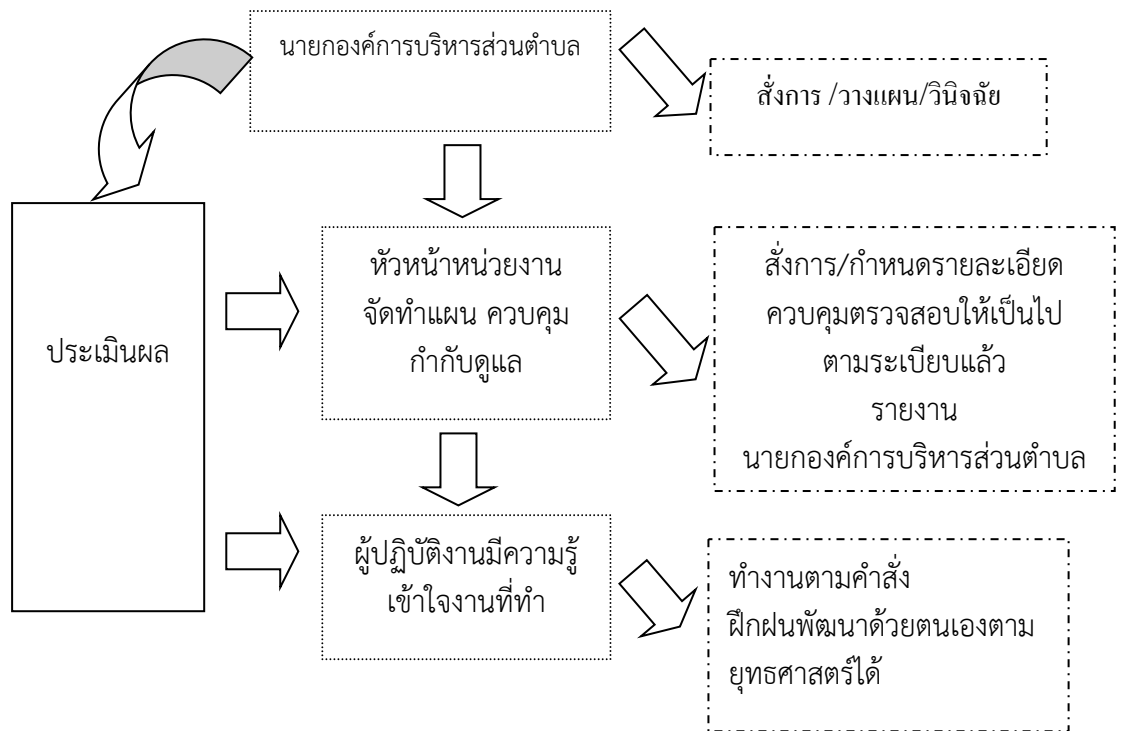 นายกองค์การบริหารส่วนตำบล
สั่งการ /วางแผน/วินิจฉัย
ประเมินผล
หัวหน้าหน่วยงาน
จัดทำแผน ควบคุม
กำกับดูแล
สั่งการ/กำหนดรายละเอียด
ควบคุมตรวจสอบให้เป็นไป
ตามระเบียบแล้ว
รายงาน
นายกองค์การบริหารส่วนตำบล
ผู้ปฏิบัติงานมีความรู้
เข้าใจงานที่ทำ
ทำงานตามคำสั่ง
ฝึกฝนพัฒนาด้วยตนเองตาม
ยุทธศาสตร์ได้